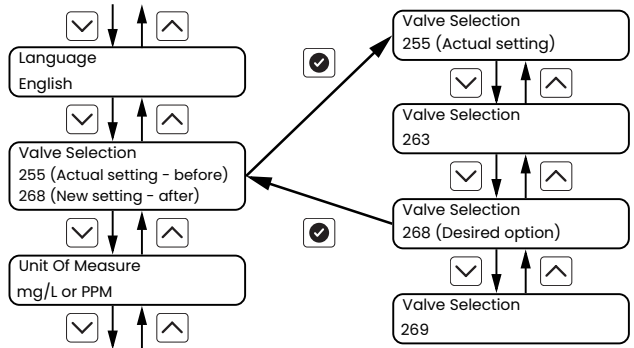 Language
English
Valve Selection
255 (Actual setting - before)
268 (New setting - after)
Unit Of Measure
mg/L or PPM
Valve Selection
255 (Actual setting)
Valve Selection
263
Valve Selection
268 (Desired option)
Valve Selection
269